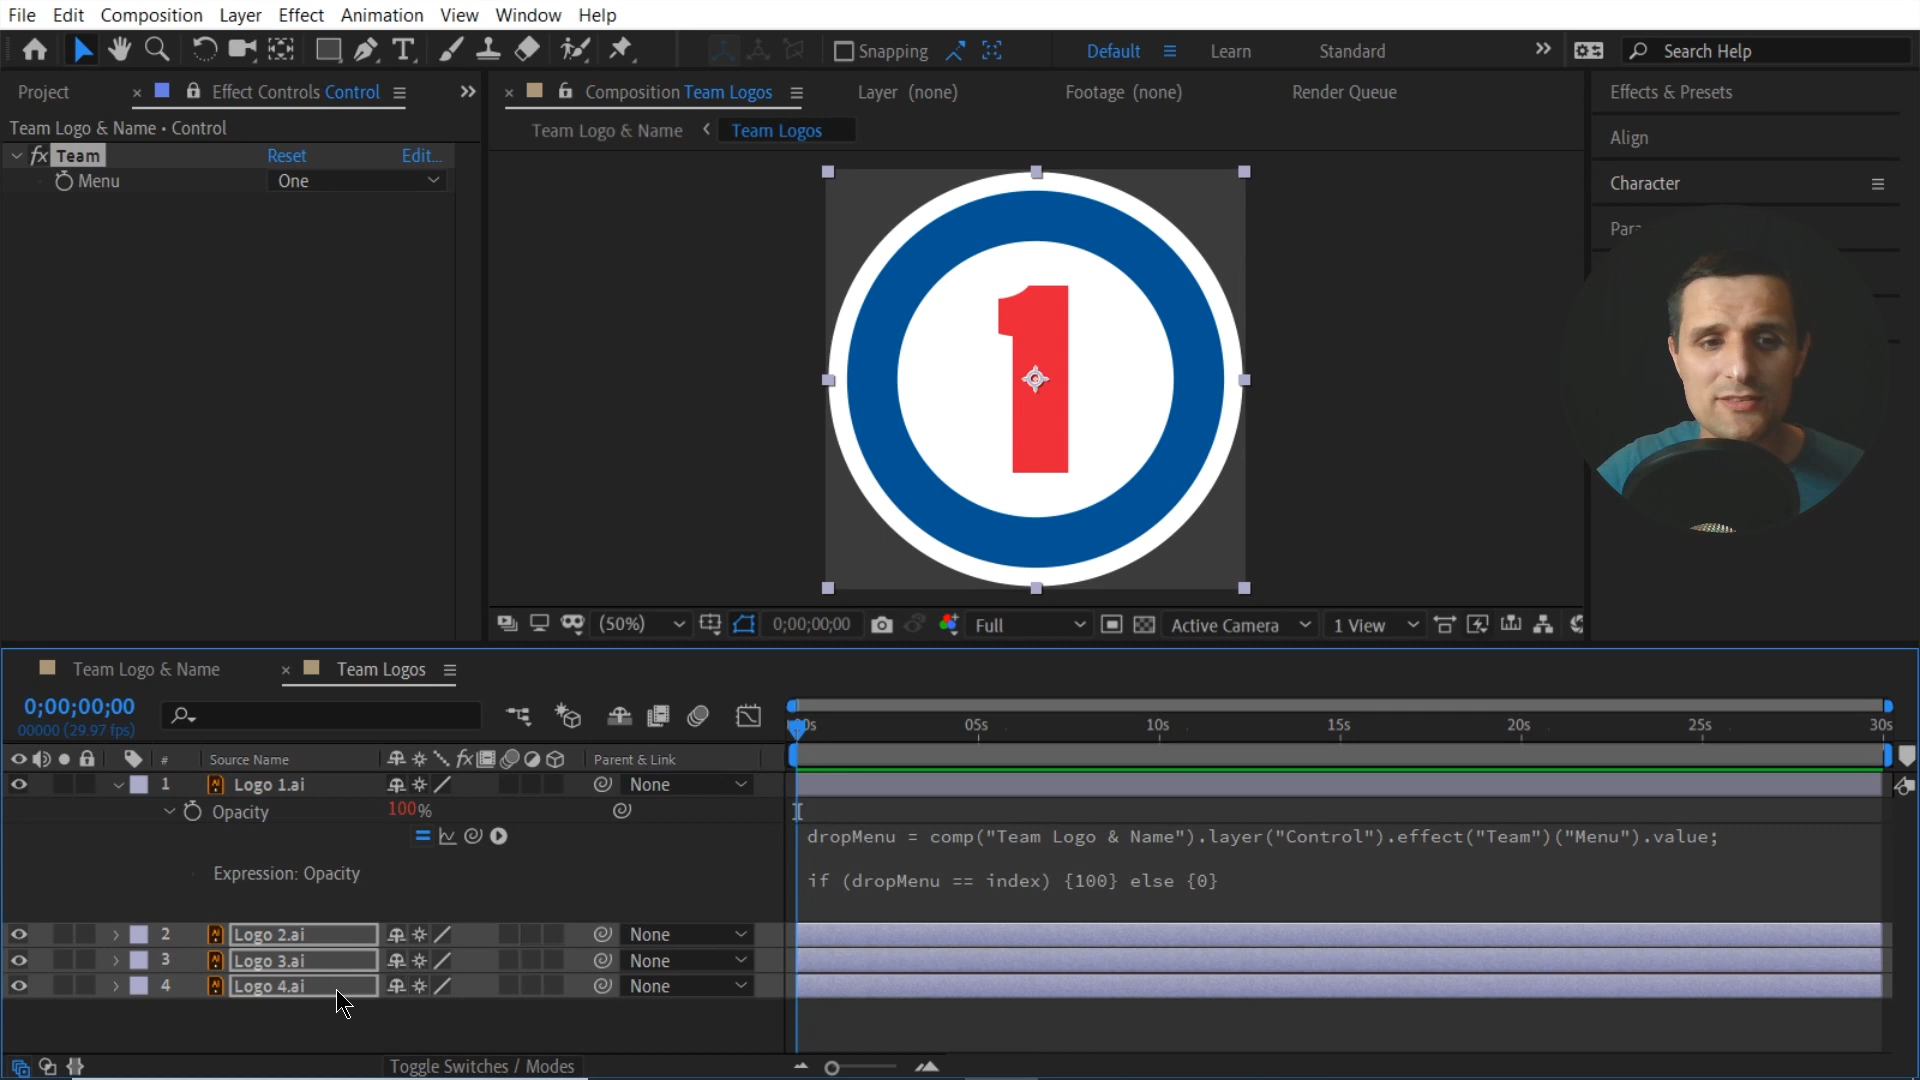 File Edit Composition Layer Effect Animation View Window Help
Snapping Default Learn Standard Search Help
Project Effect Controls Control Composition Team Logos Layer (none) Footage (none) Render Queue Effects & Presets
Team Logo & Name • Control
Team Logo & Name Team Logos
Align
fx Team Reset Edit...
Menu One
Character
Para
1
(50%) 0;00;00;00 Full Active Camera 1 View
Team Logo & Name Team Logos
0;00;00;00
00000 (29.97 fps)
0s 05s 10s 15s 20s 25s 30s
# Source Name fx Parent & Link
1 Logo 1.ai None
Opacity 100%
dropMenu = comp("Team Logo & Name").layer("Control").effect("Team")("Menu").value;
Expression: Opacity
if (dropMenu == index) {100} else {0}
2 Logo 2.ai None
3 Logo 3.ai None
4 Logo 4.ai None
Toggle Switches / Modes